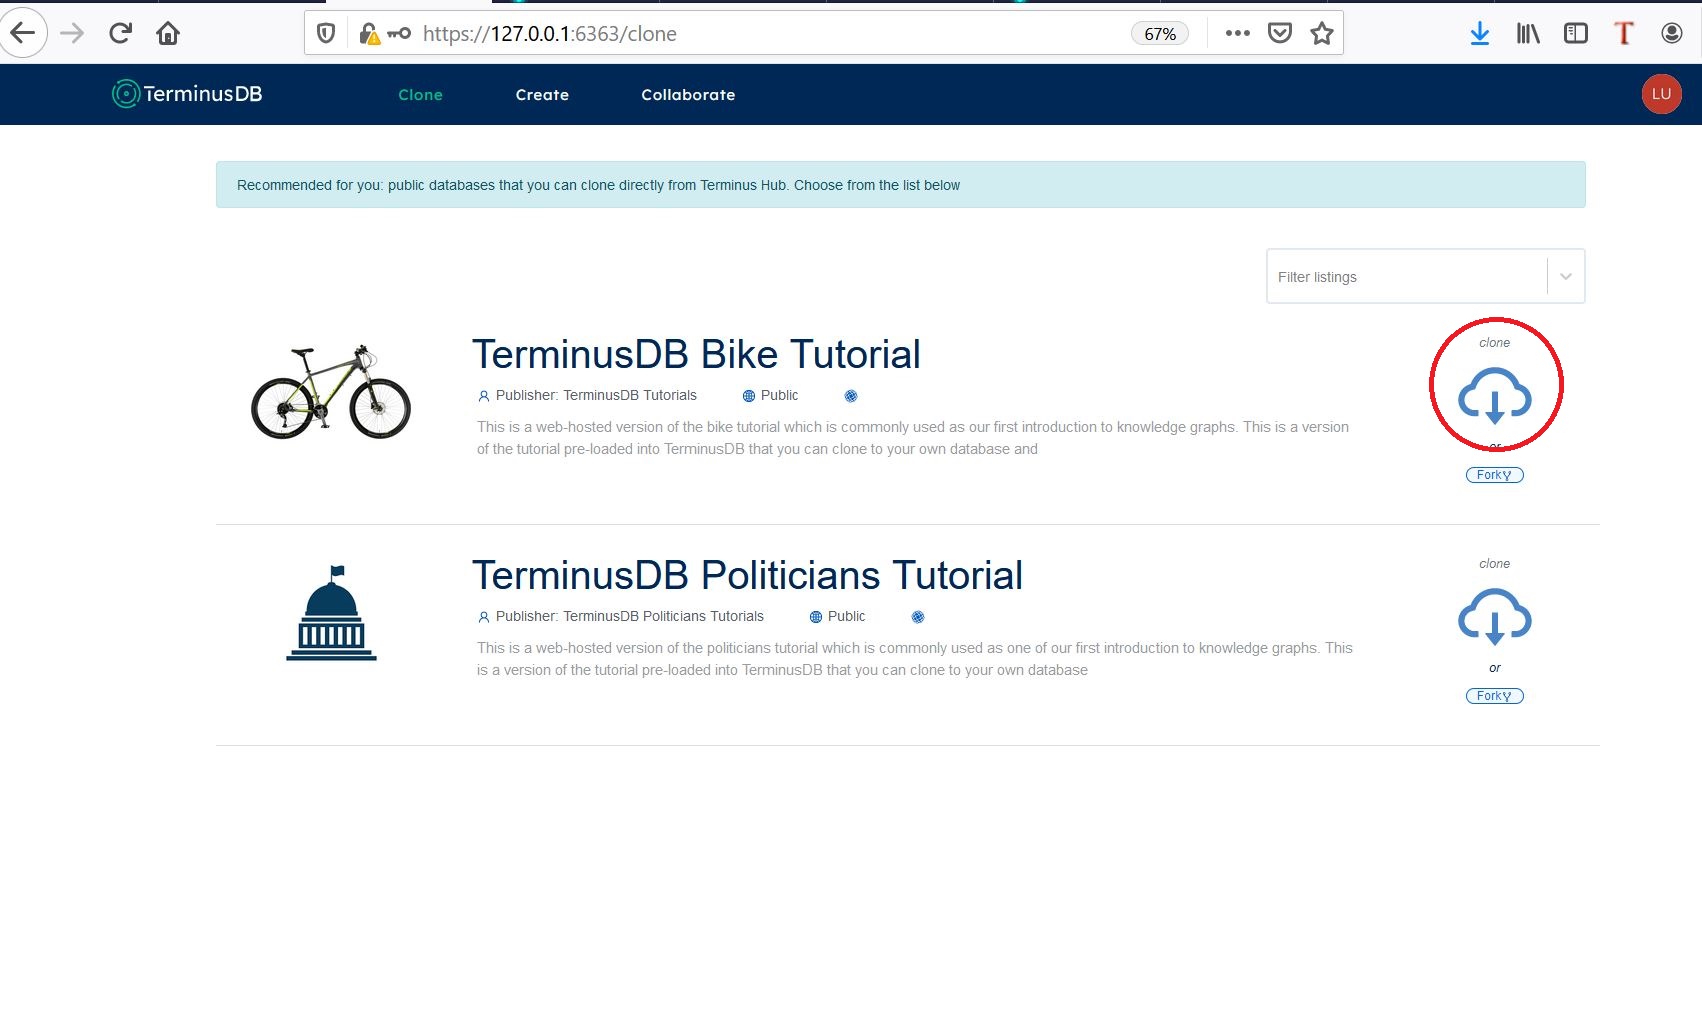 https://127.0.0.1:6363/clone
67%
T
TerminusDB
Clone
Create
Collaborate
LU
Recommended for you: public databases that you can clone directly from Terminus Hub. Choose from the list below
Filter listings
TerminusDB Bike Tutorial
Publisher: TerminusDB Tutorials
Public
This is a web-hosted version of the bike tutorial which is commonly used as our first introduction to knowledge graphs. This is a version
of the tutorial pre-loaded into TerminusDB that you can clone to your own database and
clone
or
Fork
TerminusDB Politicians Tutorial
Publisher: TerminusDB Politicians Tutorials
Public
This is a web-hosted version of the politicians tutorial which is commonly used as one of our first introduction to knowledge graphs. This
is a version of the tutorial pre-loaded into TerminusDB that you can clone to your own database
clone
or
Fork